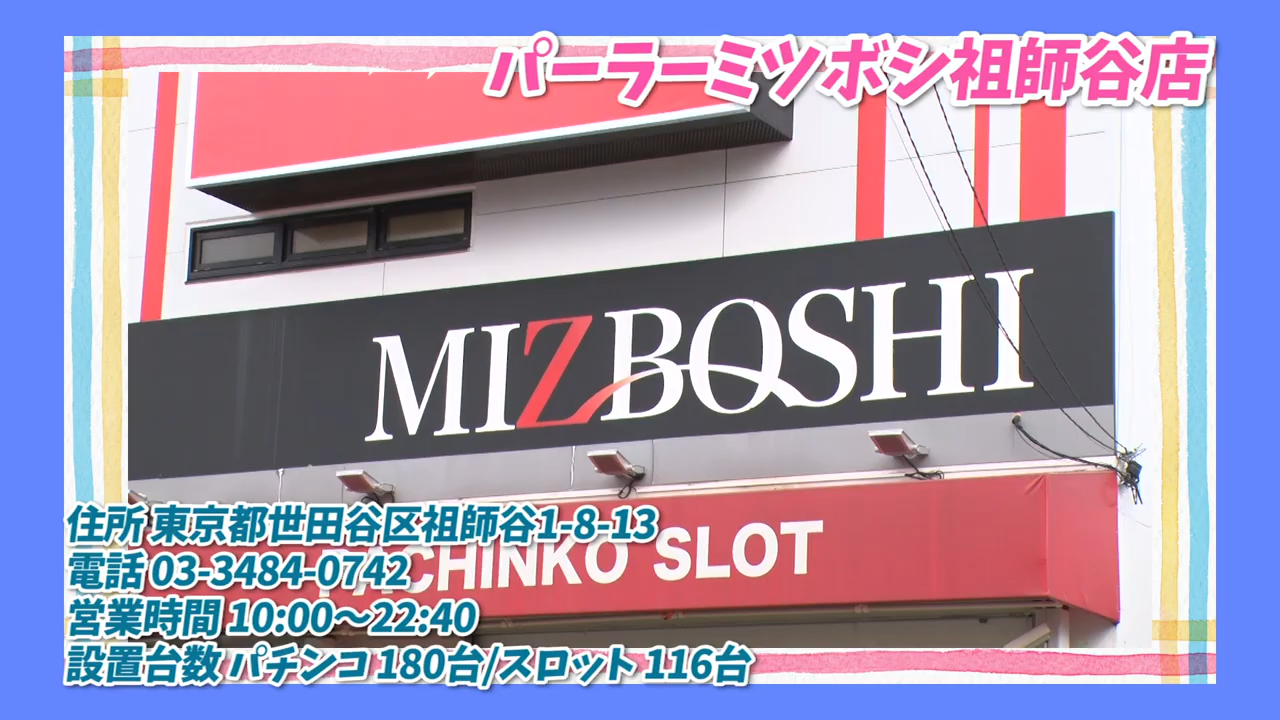 パーラーミツボシ祖師谷店
MIZBOSHI
PACHINKO SLOT
住所 東京都世田谷区祖師谷1-8-13
電話 03-3484-0742
営業時間 10:00～22:40
設置台数 パチンコ 180台/スロット 116台